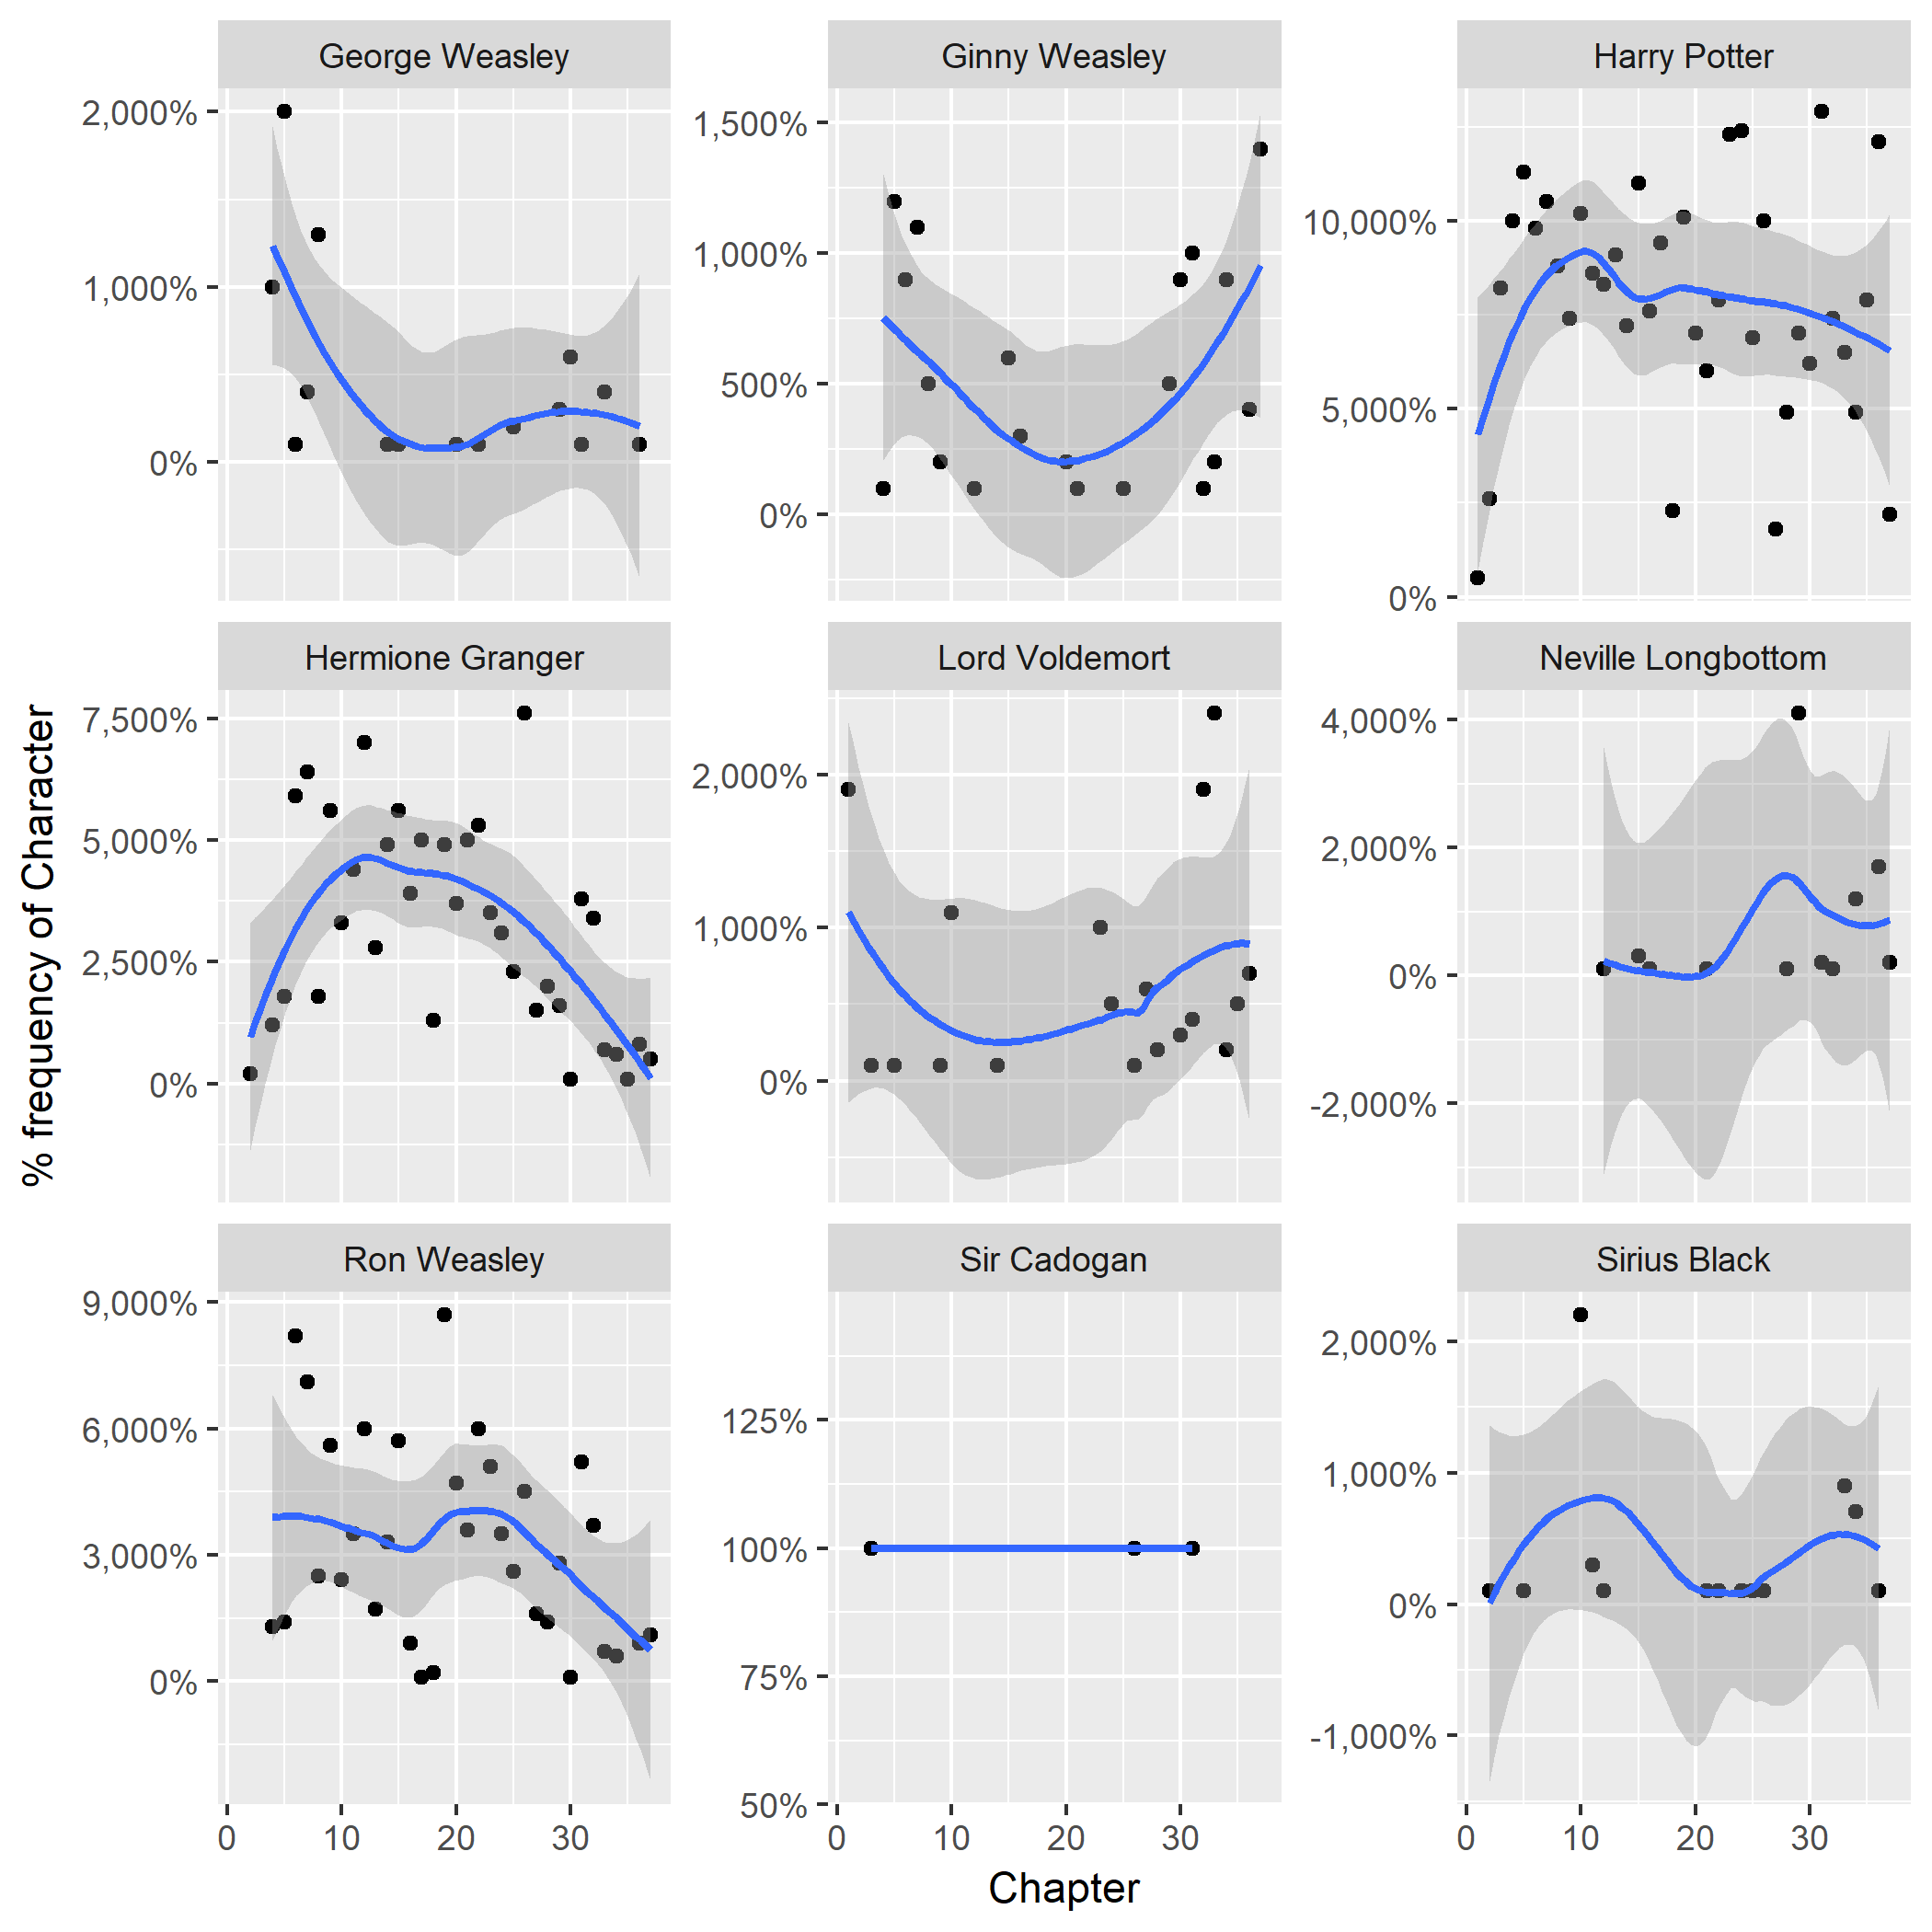 George Weasley
Ginny Weasley
Harry Potter
2,000%
1,000%
0%
1,500%
1,000%
500%
0%
10,000%
5,000%
0%
Hermione Granger
Lord Voldemort
Neville Longbottom
7,500%
5,000%
2,500%
0%
2,000%
1,000%
0%
4,000%
2,000%
0%
-2,000%
% frequency of Character
Ron Weasley
Sir Cadogan
Sirius Black
9,000%
6,000%
3,000%
0%
125%
100%
75%
50%
2,000%
1,000%
0%
-1,000%
0 10 20 30
0 10 20 30
0 10 20 30
Chapter